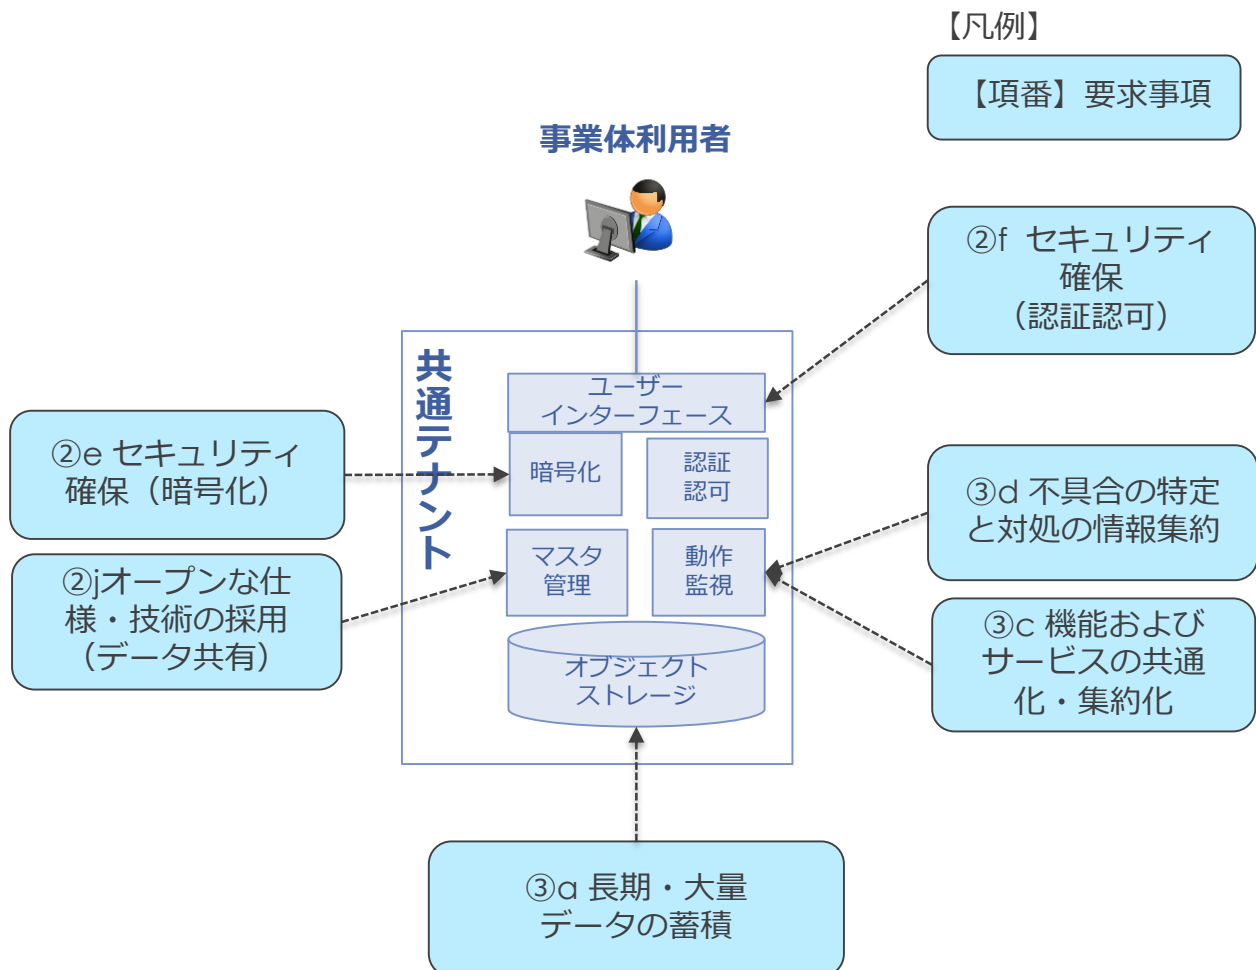 【凡例】
【項番】要求事項
事業体利用者
②f セキュリティ
確保
（認証認可）
共通テナント
ユーザー
インターフェース
②e セキュリティ
確保（暗号化）
暗号化
認証
認可
③d 不具合の特定
と対処の情報集約
②jオープンな仕
様・技術の採用
（データ共有）
マスタ
管理
動作
監視
③c 機能および
サービスの共通
化・集約化
オブジェクト
ストレージ
③a 長期・大量
データの蓄積